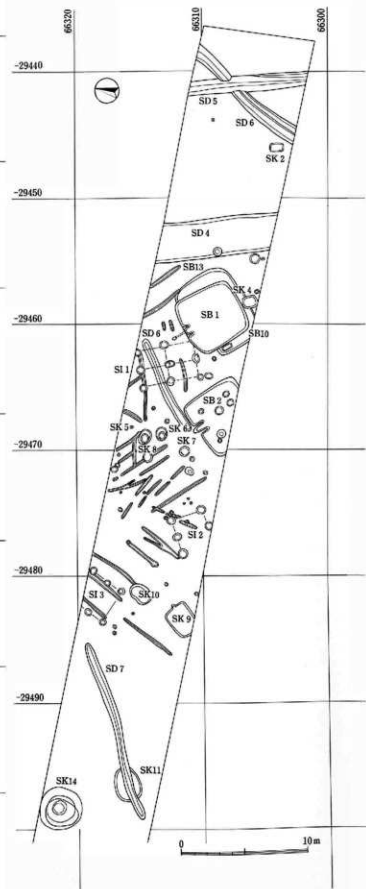 66320
66310
66300
-29440
SD 5
SD 6
SK 2
-29450
SD 4
SB13
SK 4
-29460
SB 1
SD 6
SB10
SI 1
SB 2
SK 5
SK 6
-29470
SK 7
SK 8
SI 2
-29480
SI 3
SK10
SK 9
SD 7
-29490
SK11
SK14
0 10m